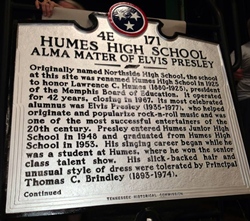 4E 171
HUMES HIGH SCHOOL
ALMA MATER OF ELVIS PRESLEY
Originally named Northside High School, the school
at this site was renamed Humes High School in 1925
to honor Lawrence C. Humes (1880-1925), president
of the Memphis Board of Education. It operated
for 42 years, closing in 1967. Its most celebrated
alumnus was Elvis Presley (1935-1977), who helped
originate and popularize rock-n-roll music and was
one of the most successful entertainers of the
20th century. Presley entered Humes Junior High
School in 1948 and graduated from Humes High
School in 1953. His singing career began while he
was a student at Humes, where he won the senior
class talent show. His slick-backed hair and
unusual style of dress were tolerated by Principal
Thomas C. Brindley (1893-1974).
Continued
TENNESSEE HISTORICAL COMMISSION